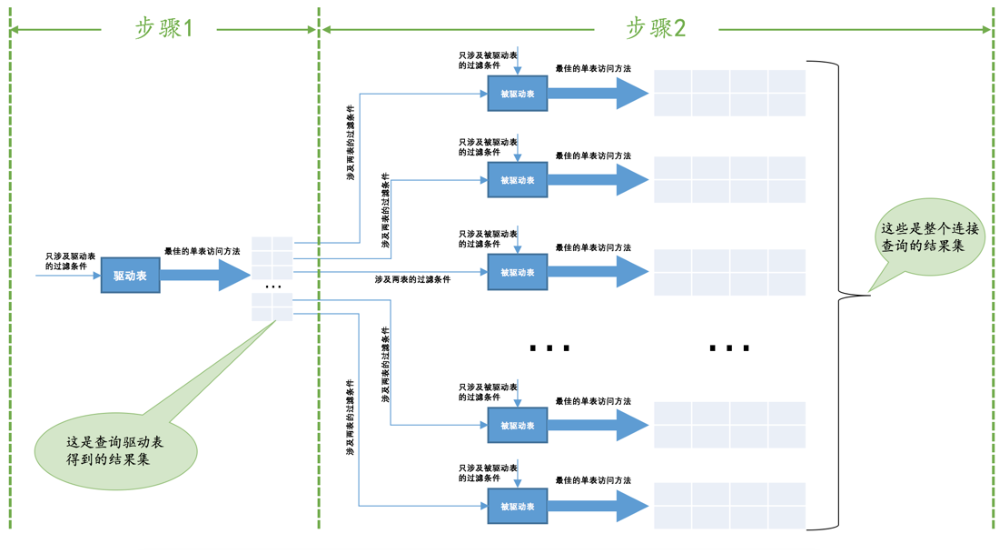 步骤1
步骤2
只涉及驱动表
的过滤条件
驱动表
最佳的单表访问方法
...
这是查询驱动表
得到的结果集
涉及两表的过滤条件
涉及两表的过滤条件
涉及两表的过滤条件
涉及两表的过滤条件
涉及两表的过滤条件
只涉及被驱动表
的过滤条件
被驱动表
最佳的单表访问方法
只涉及被驱动表
的过滤条件
被驱动表
最佳的单表访问方法
只涉及被驱动表
的过滤条件
被驱动表
最佳的单表访问方法
... ...
只涉及被驱动表
的过滤条件
被驱动表
最佳的单表访问方法
只涉及被驱动表
的过滤条件
被驱动表
最佳的单表访问方法
这些是整个连接
查询的结果集